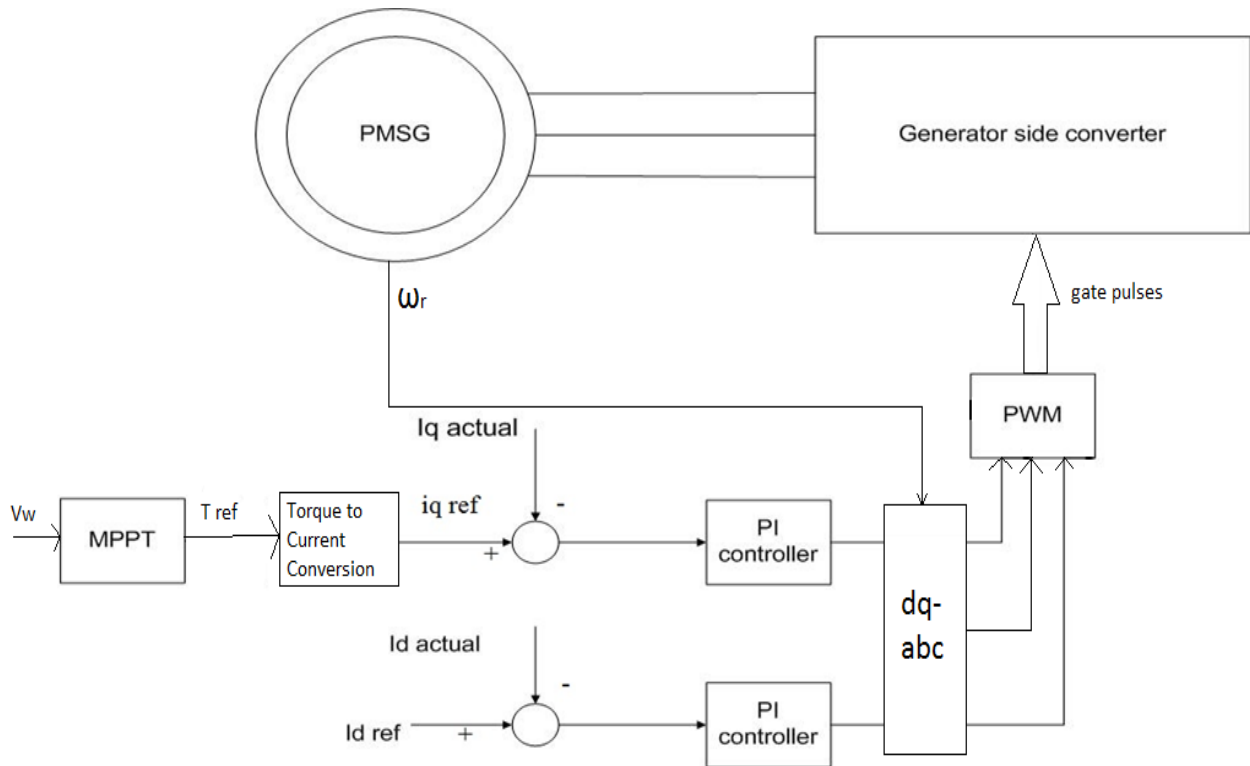 PMSG
Generator side converter
ωr
gate pulses
PWM
Iq actual
-
Vw
MPPT
T ref
Torque to
Current
Conversion
iq ref
+
PI
controller
dq-
abc
Id actual
-
Id ref
+
PI
controller